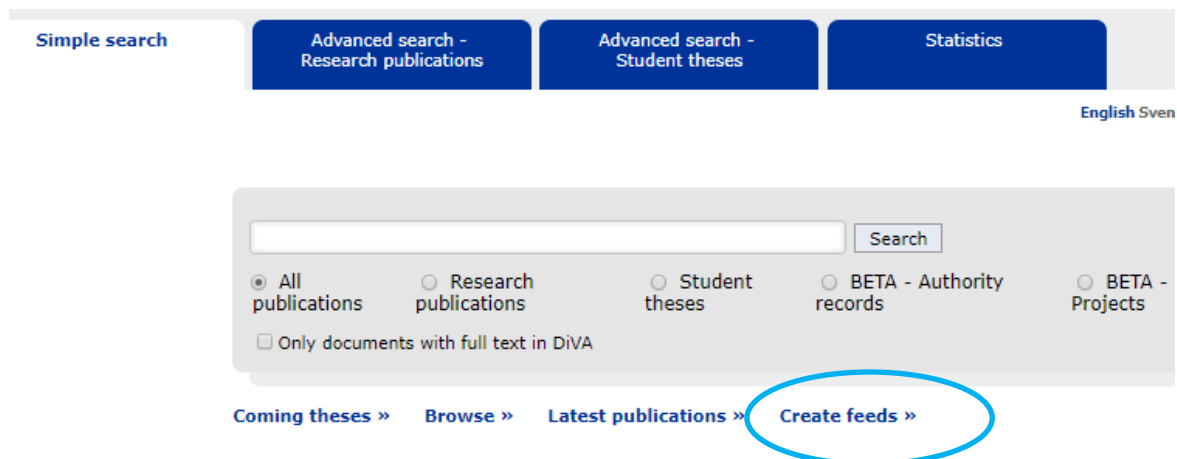 Simple search
Advanced search -
Research publications
Advanced search -
Student theses
Statistics
English Sven
Search
All
publications
Research
publications
Student
theses
BETA - Authority
records
BETA -
Projects
Only documents with full text in DiVA
Coming theses » Browse » Latest publications » Create feeds »